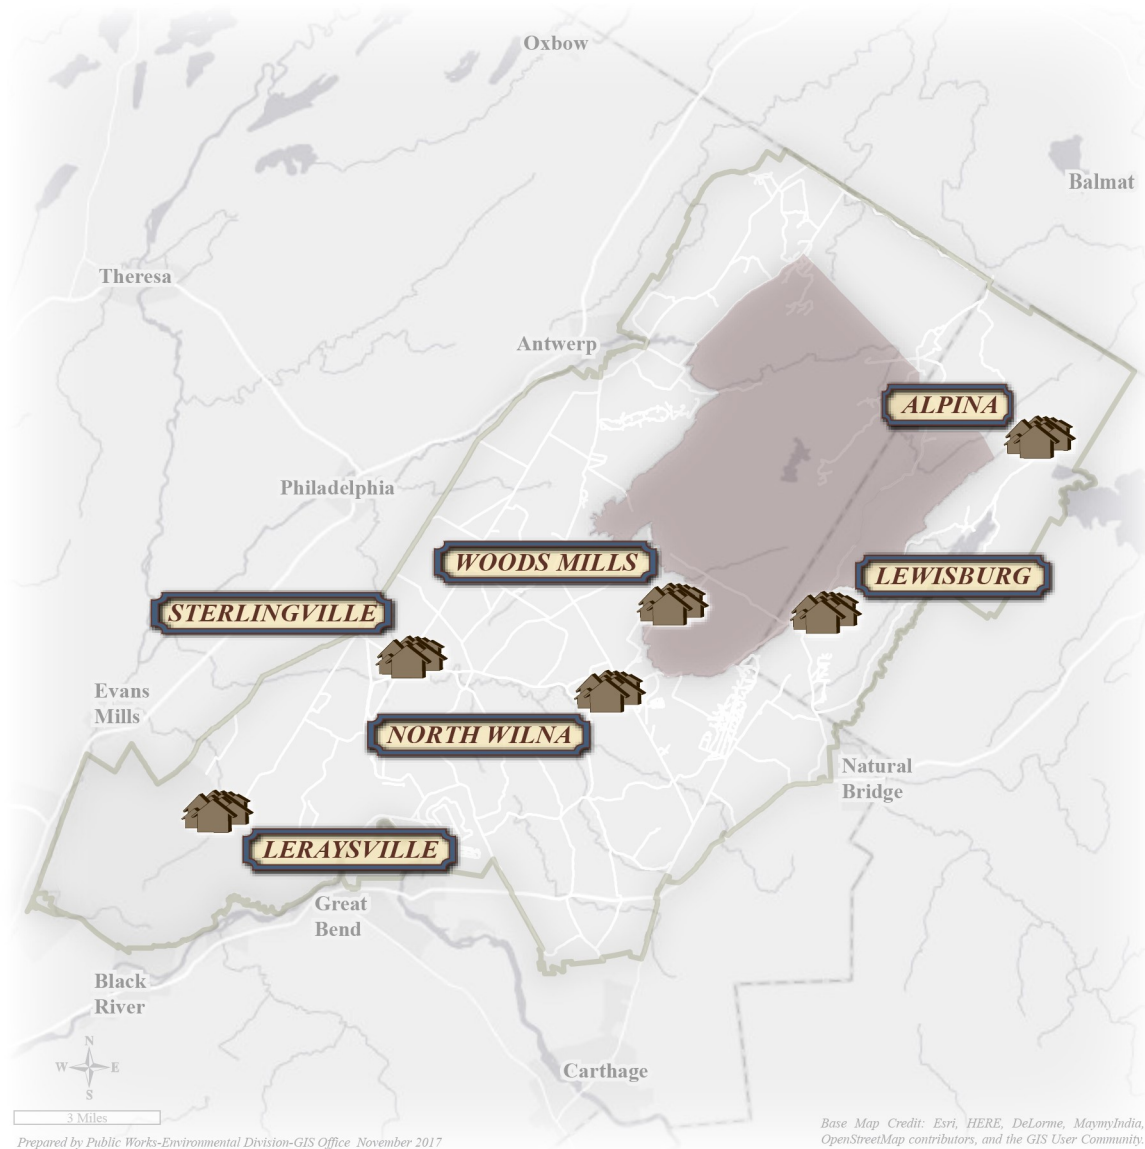 Oxbow
Balmat
Theresa
Antwerp
ALPINA
Philadelphia
WOODS MILLS
LEWISBURG
STERLINGVILLE
Evans
Mills
NORTH WILNA
Natural
Bridge
LERAYSVILLE
Great
Bend
Black
River
N
W E
S
Carthage
3 Miles
Prepared by Public Works-Environmental Division-GIS Office November 2017
Base Map Credit: Esri, HERE, DeLorme, MaymyIndia,
OpenStreetMap contributors, and the GIS User Community.